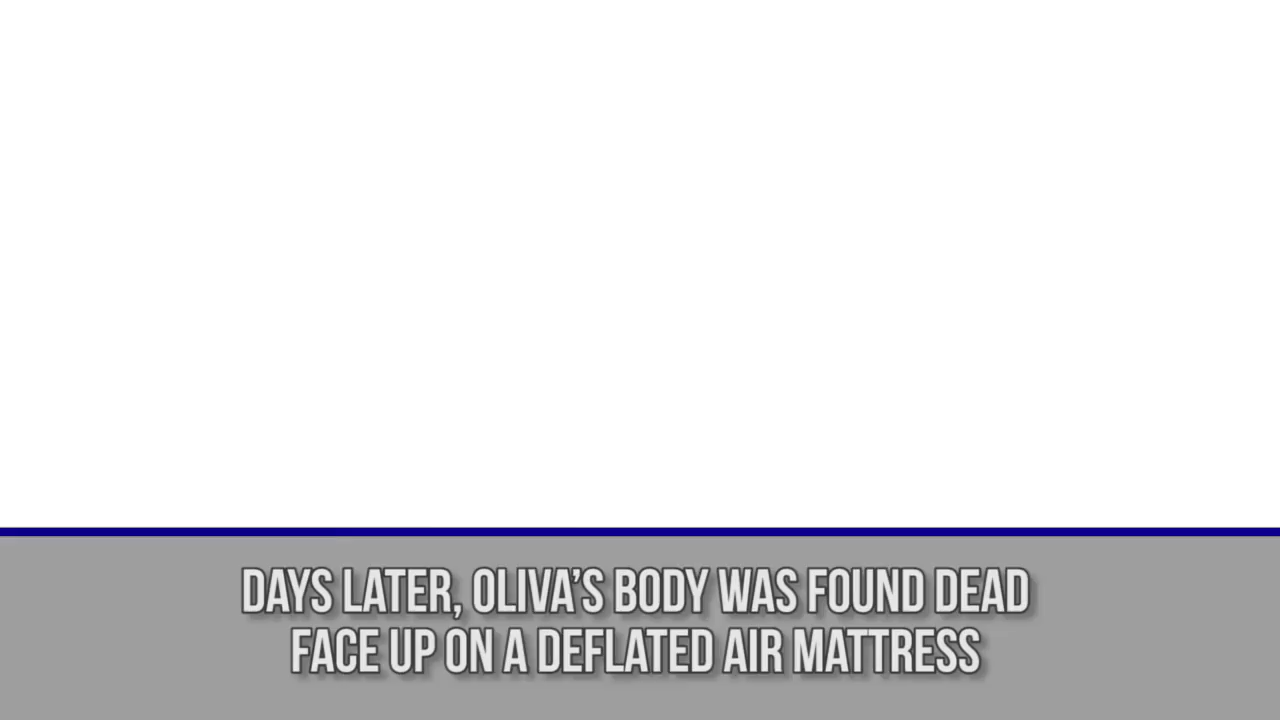 DAYS LATER, OLIVA’S BODY WAS FOUND DEAD
FACE UP ON A DEFLATED AIR MATTRESS